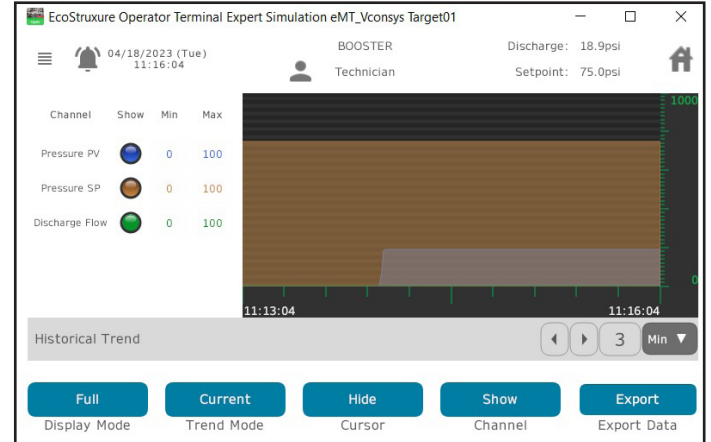 EcoStruxure Operator Terminal Expert Simulation eMT_Vconsys Target01
04/18/2023 (Tue)
11:16:04
BOOSTER
Technician
Discharge: 18.9psi
Setpoint: 75.0psi
Channel Show Min Max
Pressure PV 0 100
Pressure SP 0 100
Discharge Flow 0 100
1000
0
11:13:04 11:16:04
Historical Trend 3 Min
Full Current Hide Show Export
Display Mode Trend Mode Cursor Channel Export Data